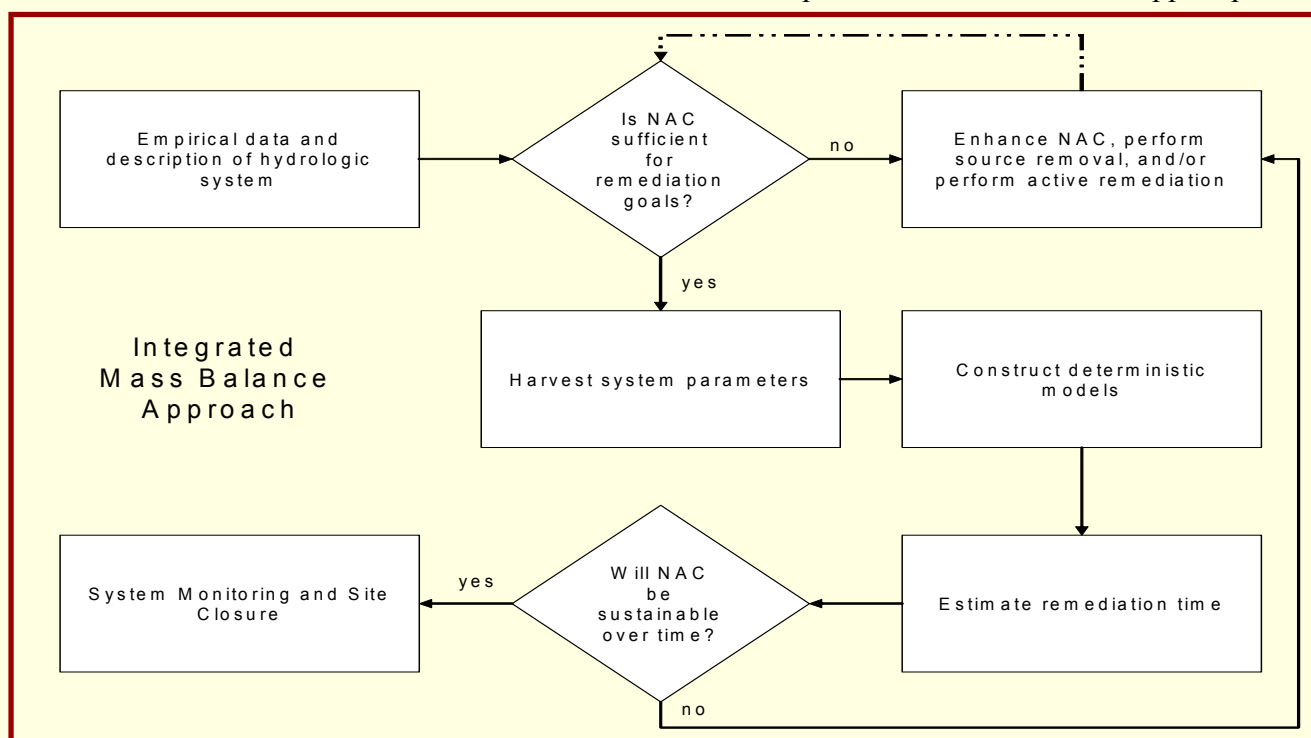 Empirical data and
description of hydrologic
system
Is NAC
sufficient
for
remediation
goals?
no
Enhance NAC, perform
source removal, and/or
perform active remediation
yes
Integrated
Mass Balance
Approach
Harvest system parameters
Construct deterministic
models
System Monitoring and Site
Closure
yes
Will NAC
be
sustainable
over time?
Estimate remediation time
no